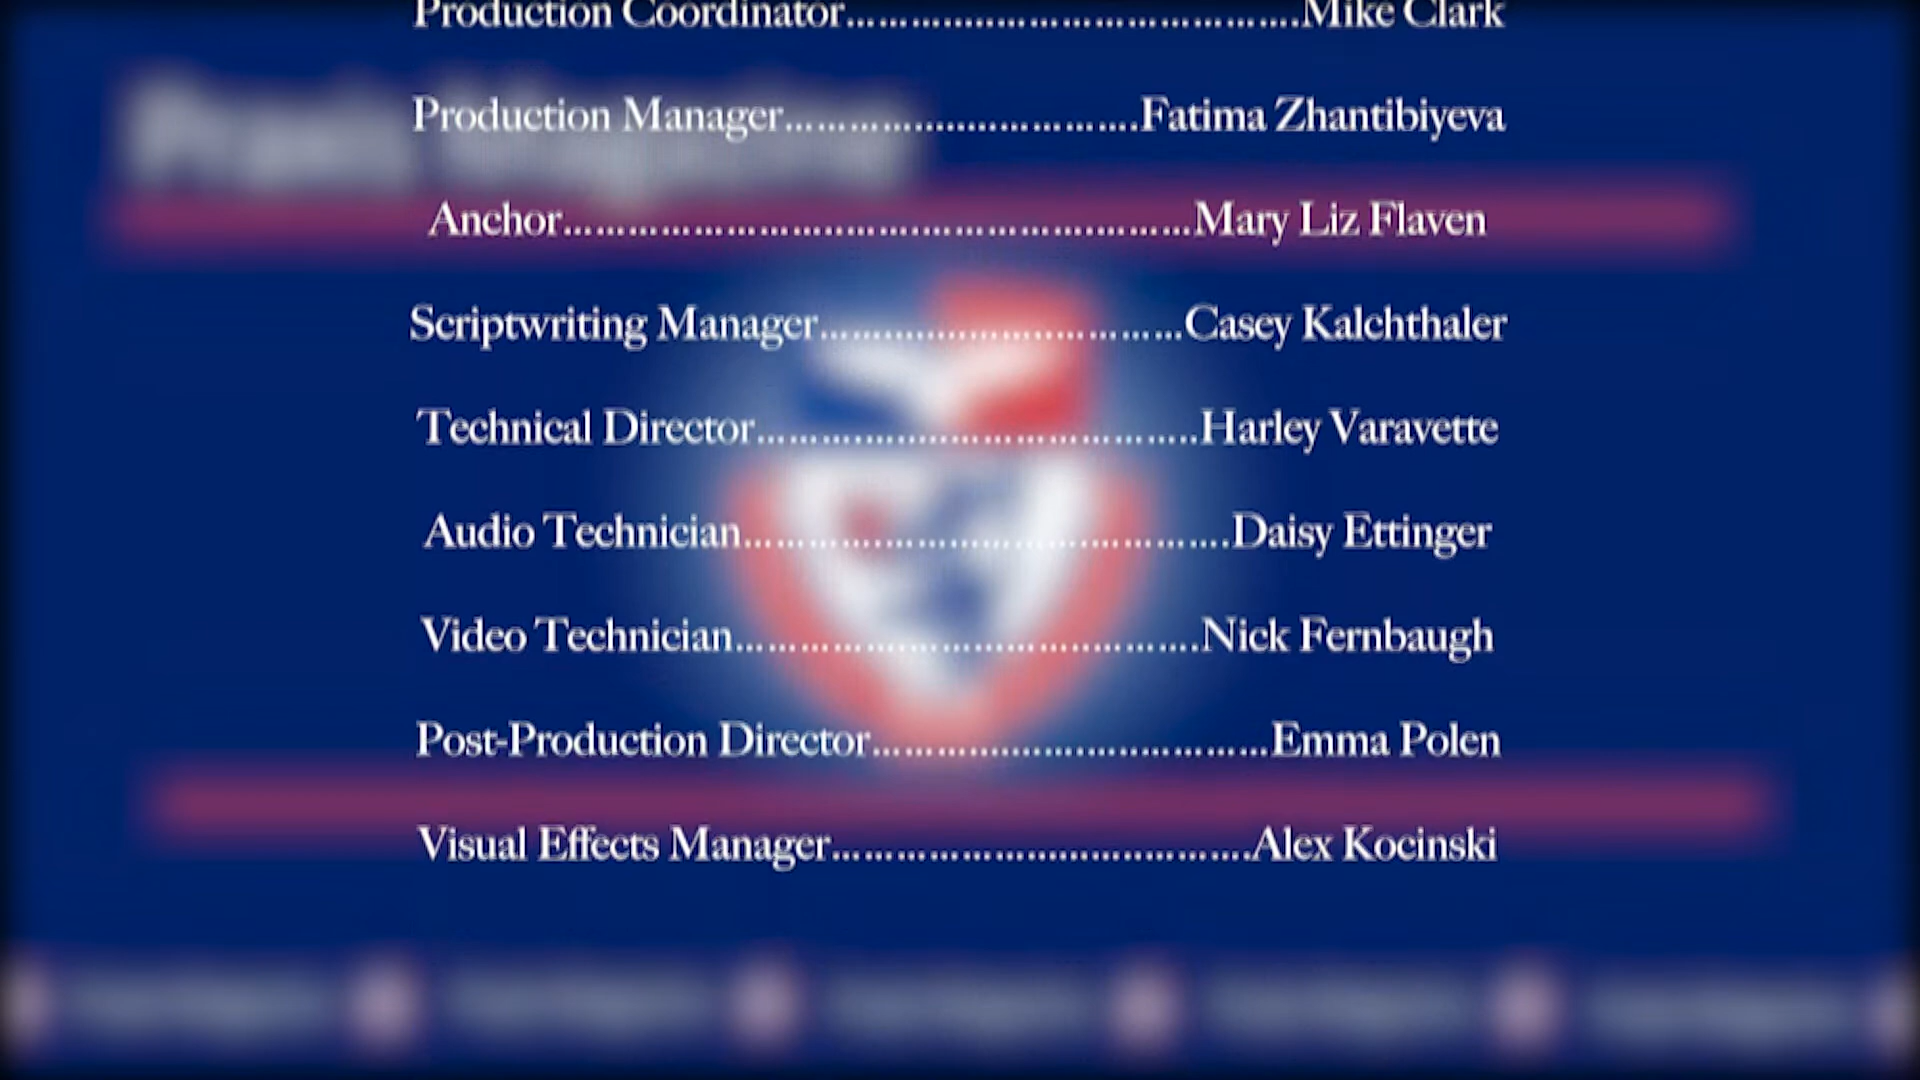 Production Coordinator....................................Mike Clark
Production Manager....................................Fatima Zhantibiyeva
Anchor....................................Mary Liz Flaven
Scriptwriting Manager....................................Casey Kalchthaler
Technical Director....................................Harley Varavette
Audio Technician....................................Daisy Ettinger
Video Technician....................................Nick Fernbaugh
Post-Production Director....................................Emma Polen
Visual Effects Manager....................................Alex Kocinski